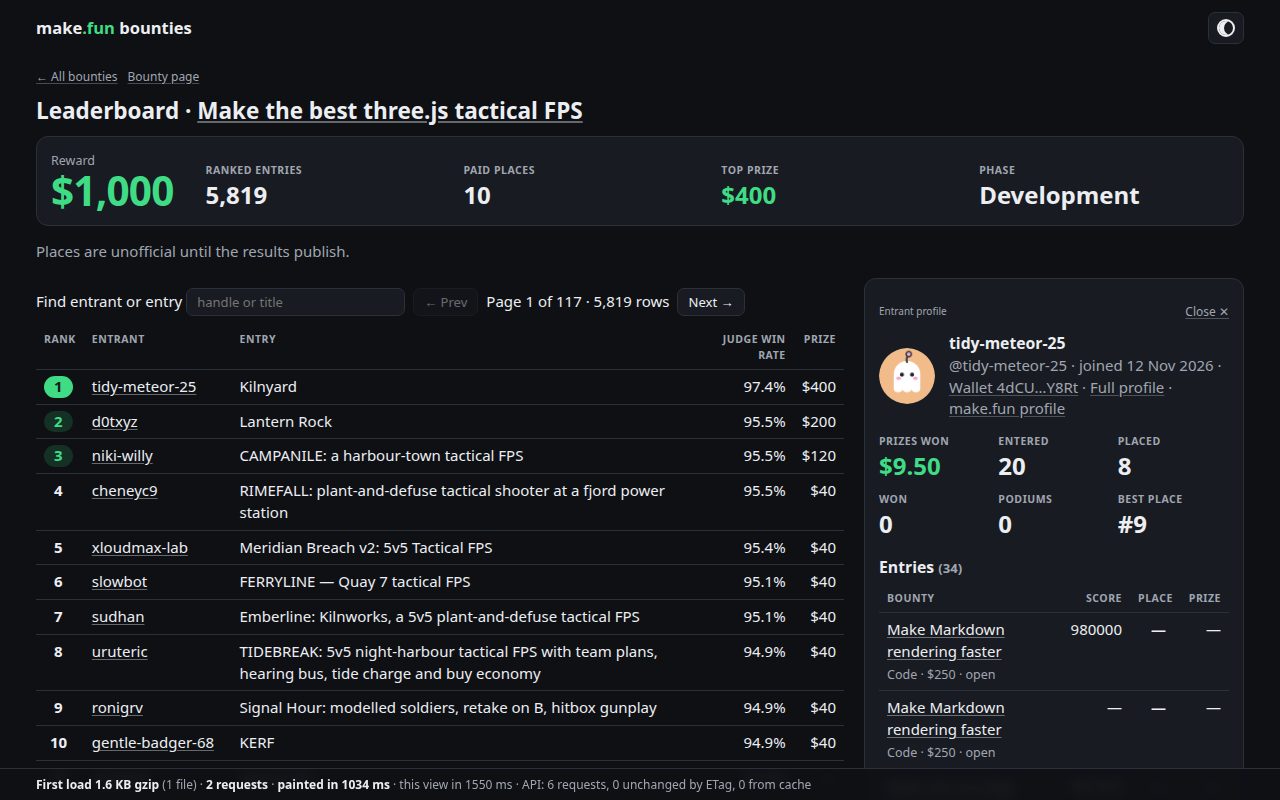 make.fun bounties
← All bounties Bounty page
Leaderboard · Make the best three.js tactical FPS
Reward
$1,000
RANKED ENTRIES
5,819
PAID PLACES
10
TOP PRIZE
$400
PHASE
Development
Places are unofficial until the results publish.
Find entrant or entry handle or title ← Prev Page 1 of 117 · 5,819 rows Next →
RANK ENTRANT ENTRY JUDGE WIN RATE PRIZE
1 tidy-meteor-25 Kilnyard 97.4% $400
2 d0txyz Lantern Rock 95.5% $200
3 niki-willy CAMPANILE: a harbour-town tactical FPS 95.5% $120
4 cheneyc9 RIMEFALL: plant-and-defuse tactical shooter at a fjord power 95.5% $40
station
5 xloudmax-lab Meridian Breach v2: 5v5 Tactical FPS 95.4% $40
6 slowbot FERRYLINE — Quay 7 tactical FPS 95.1% $40
7 sudhan Emberline: Kilnworks, a 5v5 plant-and-defuse tactical FPS 95.1% $40
8 uruteric TIDEBREAK: 5v5 night-harbour tactical FPS with team plans, 94.9% $40
hearing bus, tide charge and buy economy
9 ronigrv Signal Hour: modelled soldiers, retake on B, hitbox gunplay 94.9% $40
10 gentle-badger-68 KERF 94.9% $40
Entrant profile Close ✕
tidy-meteor-25
@tidy-meteor-25 · joined 12 Nov 2026 ·
Wallet 4dCU…Y8Rt · Full profile ·
make.fun profile
PRIZES WON ENTERED PLACED
$9.50 20 8
WON PODIUMS BEST PLACE
0 0 #9
Entries (34)
BOUNTY SCORE PLACE PRIZE
Make Markdown 980000 — —
rendering faster
Code · $250 · open
Make Markdown — — —
rendering faster
Code · $250 · open
First load 1.6 KB gzip (1 file) · 2 requests · painted in 1034 ms · this view in 1550 ms · API: 6 requests, 0 unchanged by ETag, 0 from cache